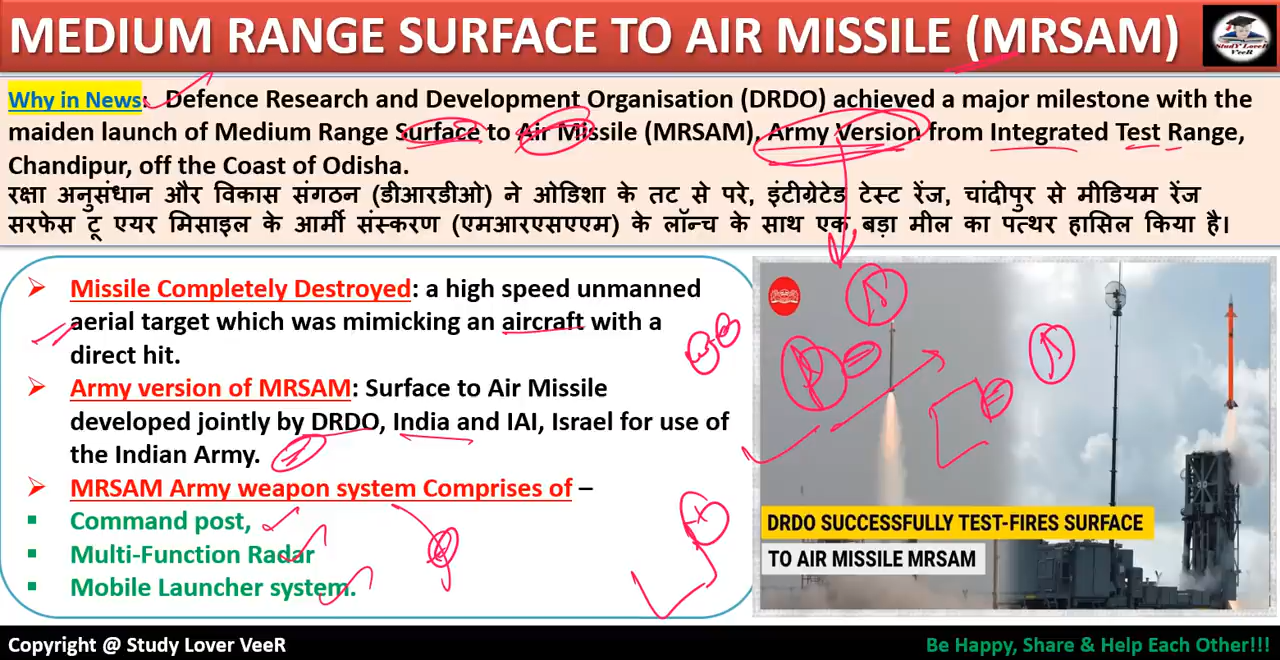 MEDIUM RANGE SURFACE TO AIR MISSILE (MRSAM)
StudY LoveR
VeeR
Why in News: Defence Research and Development Organisation (DRDO) achieved a major milestone with the
maiden launch of Medium Range Surface to Air Missile (MRSAM), Army Version from Integrated Test Range,
Chandipur, off the Coast of Odisha.
रक्षा अनुसंधान और विकास संगठन (डीआरडीओ) ने ओडिशा के तट से परे, इंटीग्रेटेड टेस्ट रेंज, चांदीपुर से मीडियम रेंज
सरफेस टू एयर मिसाइल के आर्मी संस्करण (एमआरएसएएम) के लॉन्च के साथ एक बड़ा मील का पत्थर हासिल किया है।
Missile Completely Destroyed: a high speed unmanned
aerial target which was mimicking an aircraft with a
direct hit.
Army version of MRSAM: Surface to Air Missile
developed jointly by DRDO, India and IAI, Israel for use of
the Indian Army.
MRSAM Army weapon system Comprises of –
Command post,
Multi-Function Radar
Mobile Launcher system.
DRDO SUCCESSFULLY TEST-FIRES SURFACE
TO AIR MISSILE MRSAM
Copyright @ Study Lover VeeR
Be Happy, Share & Help Each Other!!!